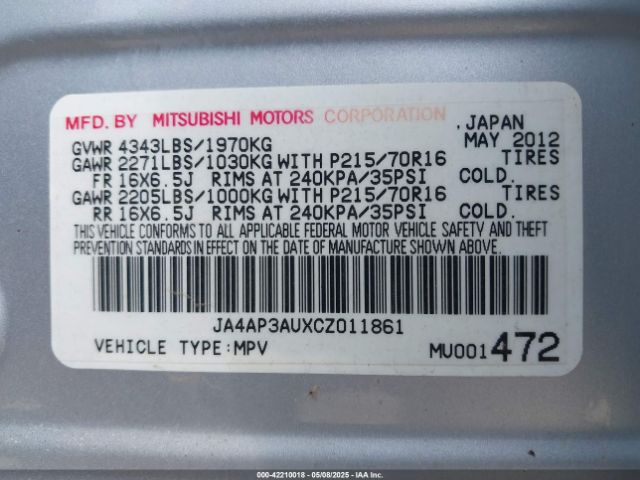 MFD. BY MITSUBISHI MOTORS CORPORATION , JAPAN
GVWR 4343LBS/1970KG MAY 2012
GAWR 2271LBS/1030KG WITH P215/70R16 TIRES
FR 16X6.5J RIMS AT 240KPA/35PSI COLD.
GAWR 2205LBS/1000KG WITH P215/70R16 TIRES
RR 16X6.5J RIMS AT 240KPA/35PSI COLD.
THIS VEHICLE CONFORMS TO ALL APPLICABLE FEDERAL MOTOR VEHICLE SAFETY AND THEFT
PREVENTION STANDARDS IN EFFECT ON THE DATE OF MANUFACTURE SHOWN ABOVE.
JA4AP3AUXCZ011861
VEHICLE TYPE:MPV MU001472
000-42210018 - 05/08/2025 - IAA Inc.